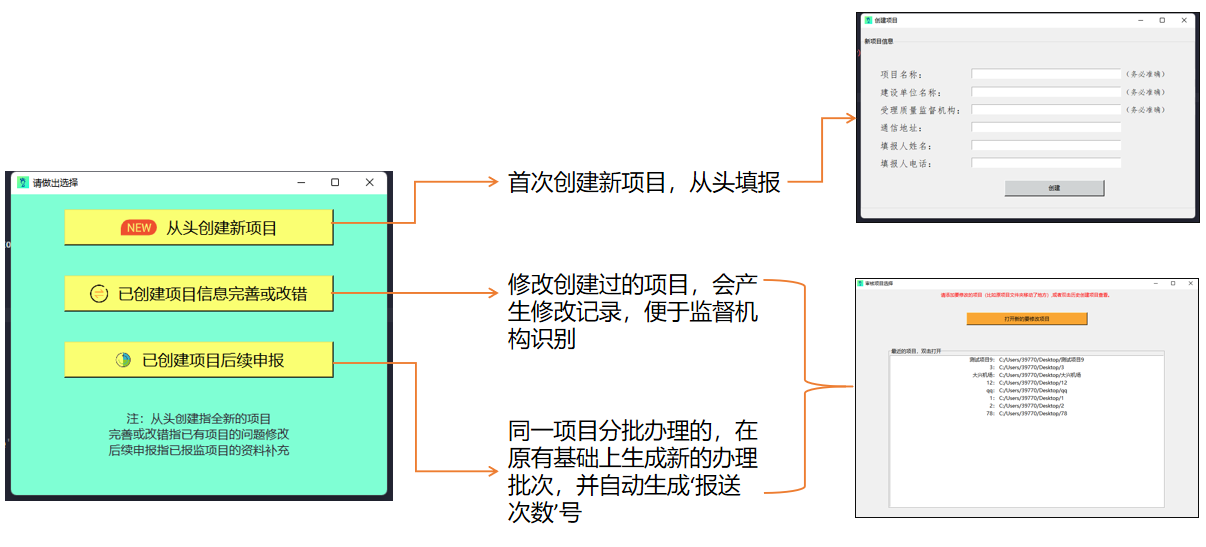 请做出选择
NEW 从头创建新项目
已创建项目信息完善或改错
已创建项目后续申报
注：从头创建指全新的项目
完善或改错指已有项目的问题修改
后续申报指已报监项目的资料补充
首次创建新项目，从头填报
修改创建过的项目，会产
生修改记录，便于监督机
构识别
同一项目分批办理的，在
原有基础上生成新的办理
批次，并自动生成‘报送
次数’号
创建项目
新项目信息
项目名称：（务必准确）
建设单位名称：（务必准确）
受理质量监督机构：（务必准确）
通信地址：
填报人姓名：
填报人电话：
创建
打开新的要修改项目
最近的项目，双击打开
测试项目9： C:/Users/39770/Desktop/测试项目9
3： C:/Users/39770/Desktop/3
大兴机场： C:/Users/39770/Desktop/大兴机场
12： C:/Users/39770/Desktop/12
qq： C:/Users/39770/Desktop/qq
1： C:/Users/39770/Desktop/1
2： C:/Users/39770/Desktop/2
78： C:/Users/39770/Desktop/78